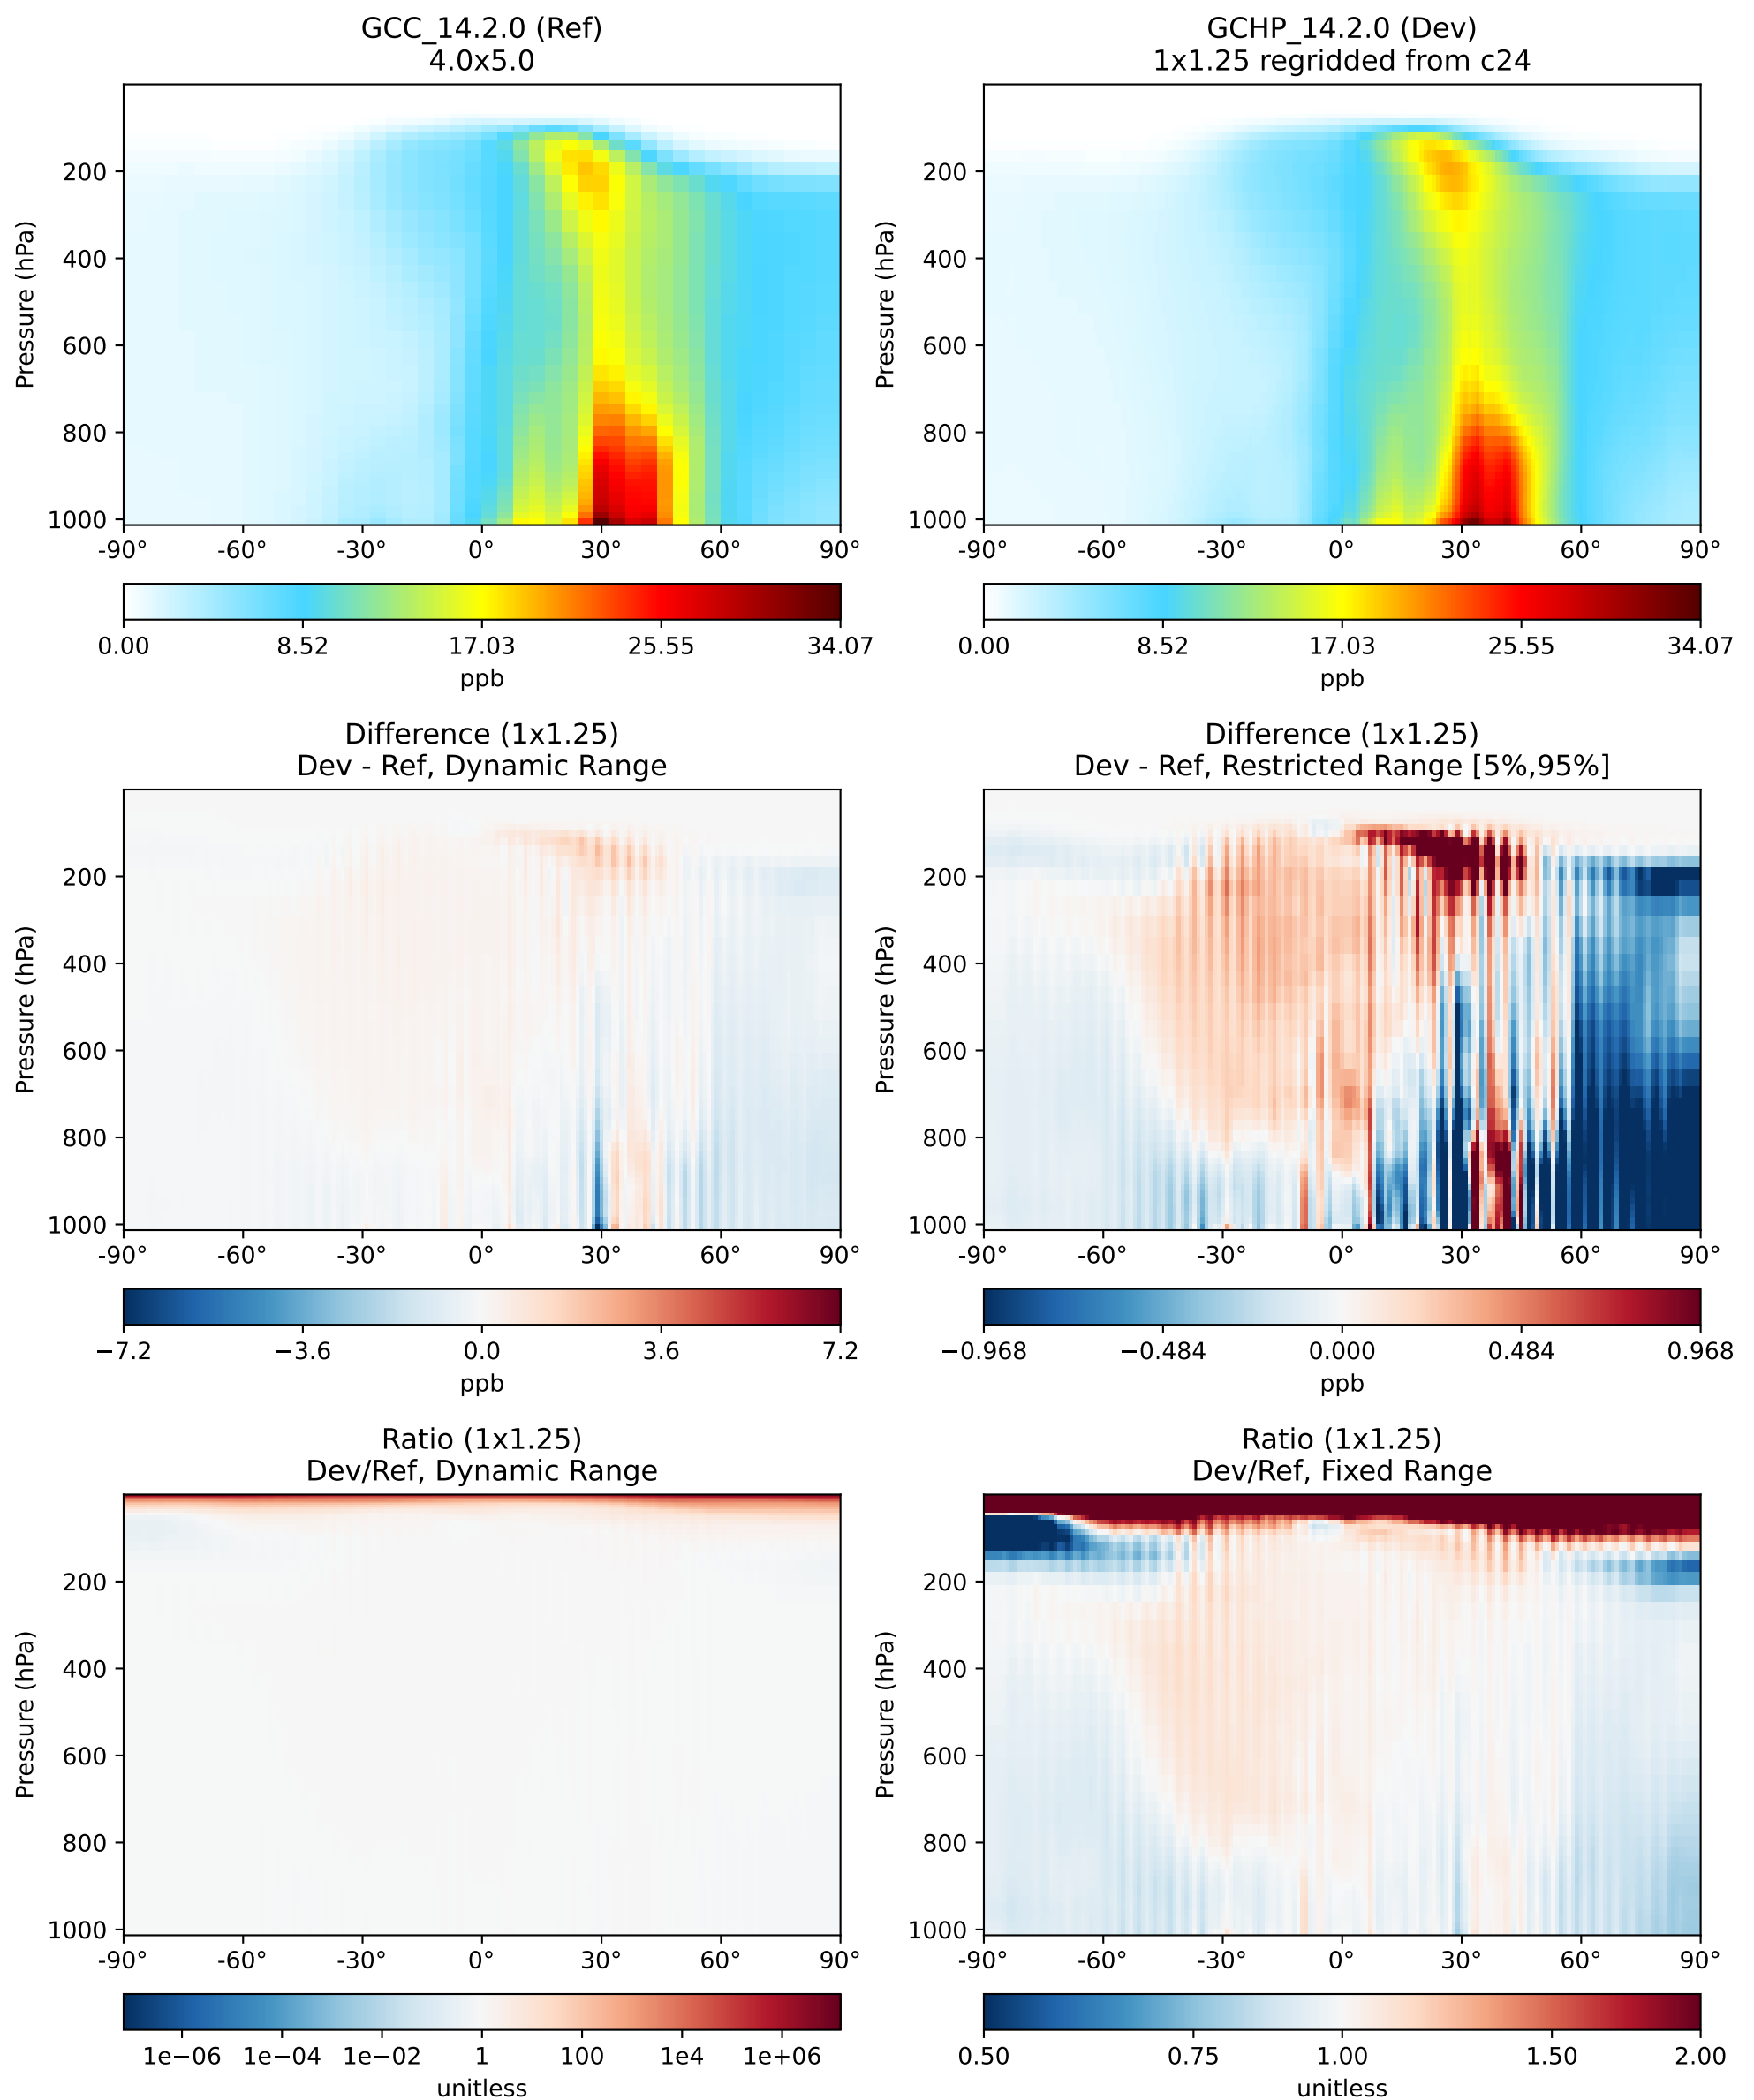 GCC_14.2.0 (Ref)
4.0x5.0
Pressure (hPa)
200
400
600
800
1000
-90° -60° -30° 0° 30° 60° 90°
0.00 8.52 17.03 25.55 34.07
ppb
GCHP_14.2.0 (Dev)
1x1.25 regridded from c24
Pressure (hPa)
200
400
600
800
1000
-90° -60° -30° 0° 30° 60° 90°
0.00 8.52 17.03 25.55 34.07
ppb
Difference (1x1.25)
Dev - Ref, Dynamic Range
Pressure (hPa)
200
400
600
800
1000
-90° -60° -30° 0° 30° 60° 90°
−7.2 −3.6 0.0 3.6 7.2
ppb
Difference (1x1.25)
Dev - Ref, Restricted Range [5%,95%]
Pressure (hPa)
200
400
600
800
1000
-90° -60° -30° 0° 30° 60° 90°
−0.968 −0.484 0.000 0.484 0.968
ppb
Ratio (1x1.25)
Dev/Ref, Dynamic Range
Pressure (hPa)
200
400
600
800
1000
-90° -60° -30° 0° 30° 60° 90°
1e−06 1e−04 1e−02 1 100 1e4 1e+06
unitless
Ratio (1x1.25)
Dev/Ref, Fixed Range
Pressure (hPa)
200
400
600
800
1000
-90° -60° -30° 0° 30° 60° 90°
0.50 0.75 1.00 1.50 2.00
unitless